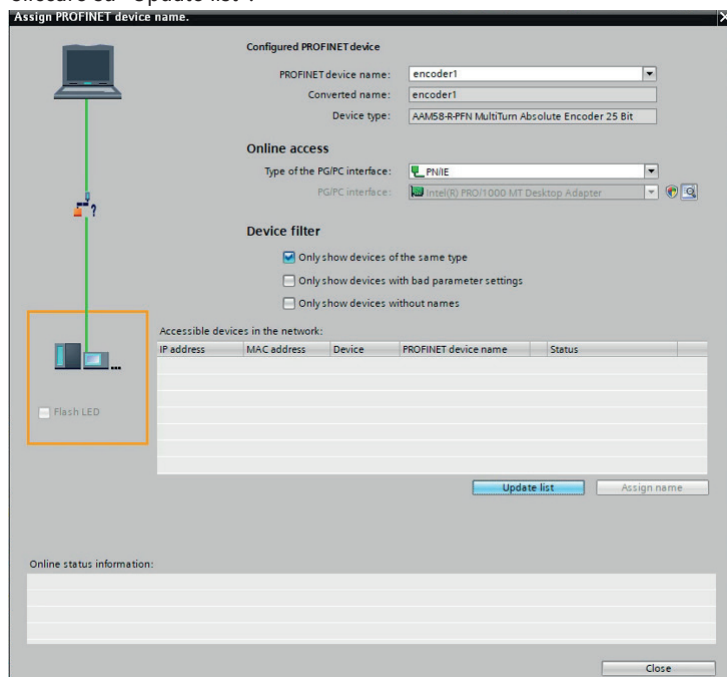 Cliccare su "Update list".
Assign PROFINET device name.
Configured PROFINET device
PROFINET device name: encoder1
Converted name: encoder1
Device type: AAM58-R-PFN MultiTurn Absolute Encoder 25 Bit
Online access
Type of the PG/PC interface: PN/IE
PG/PC interface: Intel(R) PRO/1000 MT Desktop Adapter
?
Device filter
Only show devices of the same type
Only show devices with bad parameter settings
Only show devices without names
Accessible devices in the network:
IP address MAC address Device PROFINET device name Status
...
Flash LED
Update list Assign name
Online status information:
Close